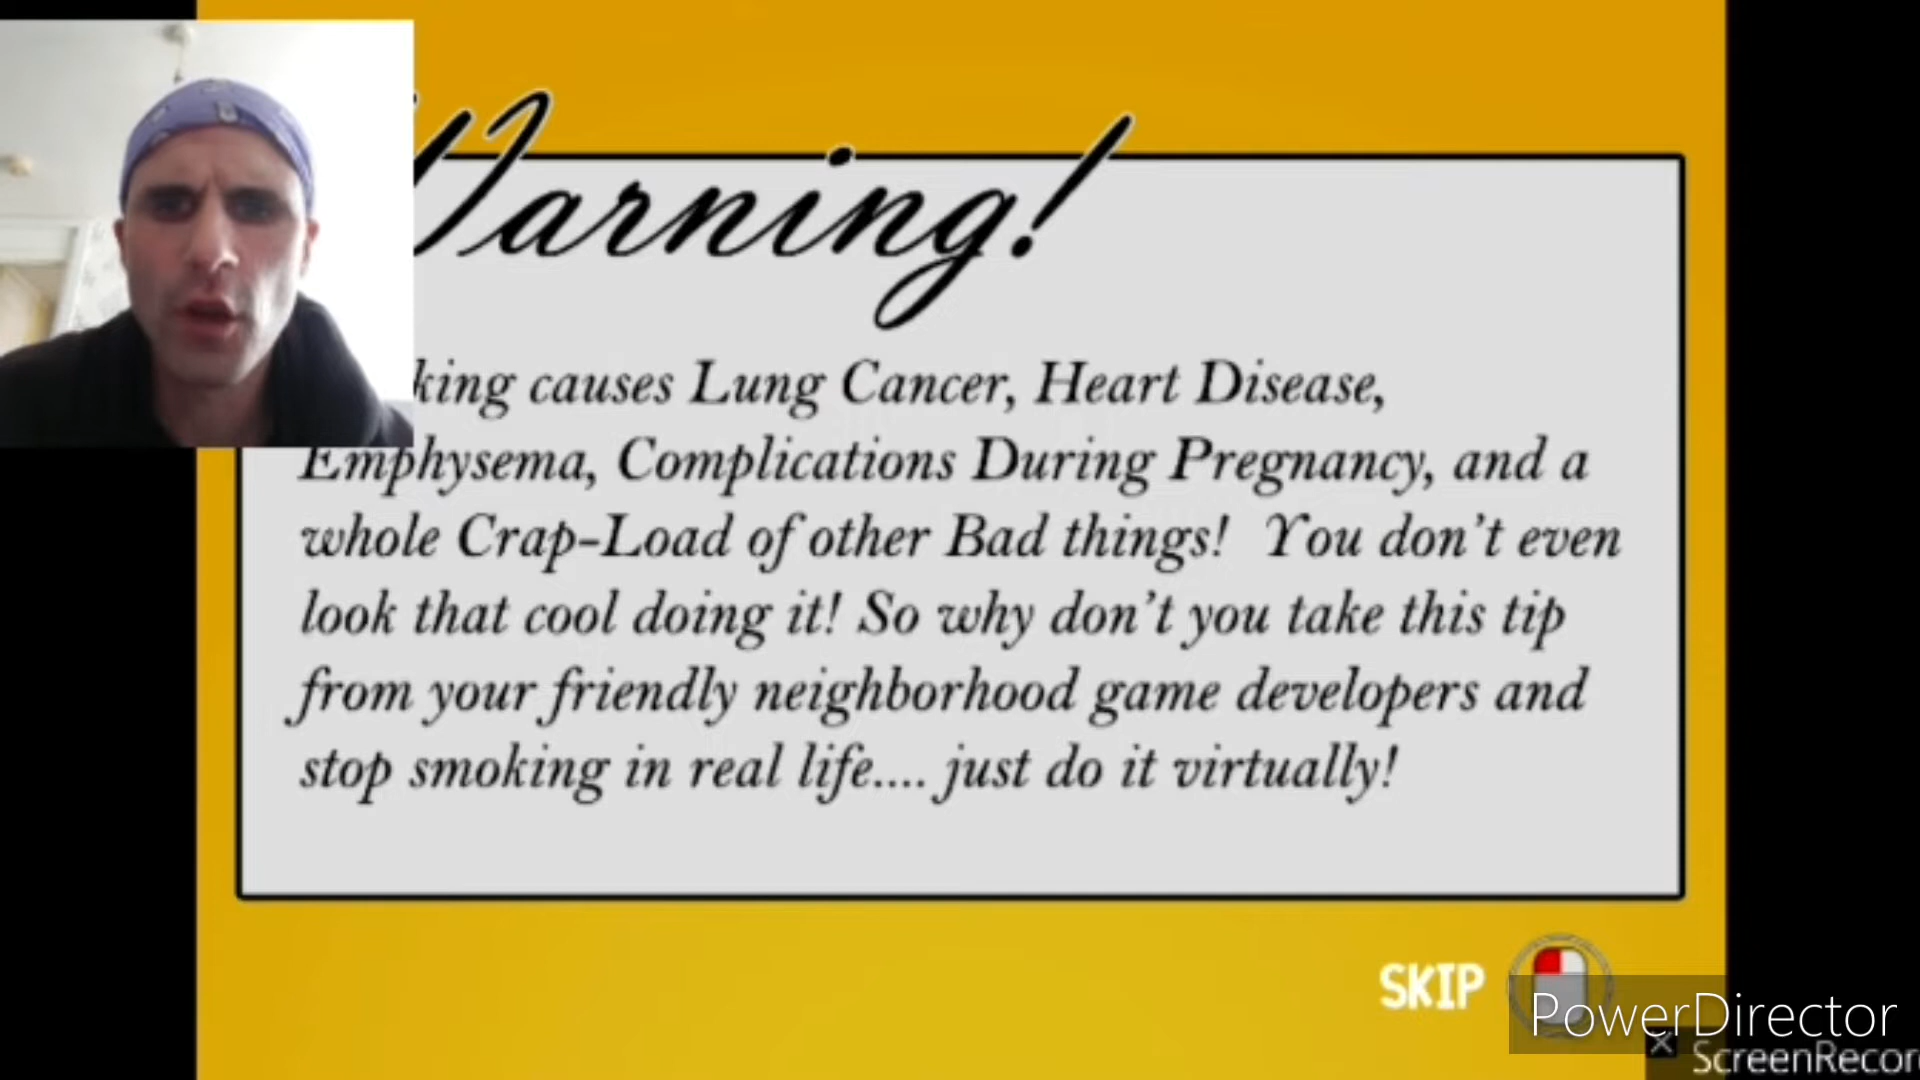 Warning!
king causes Lung Cancer, Heart Disease,
Emphysema, Complications During Pregnancy, and a
whole Crap-Load of other Bad things! You don't even
look that cool doing it! So why don't you take this tip
from your friendly neighborhood game developers and
stop smoking in real life.... just do it virtually!
SKIP
PowerDirector
ScreenRecor